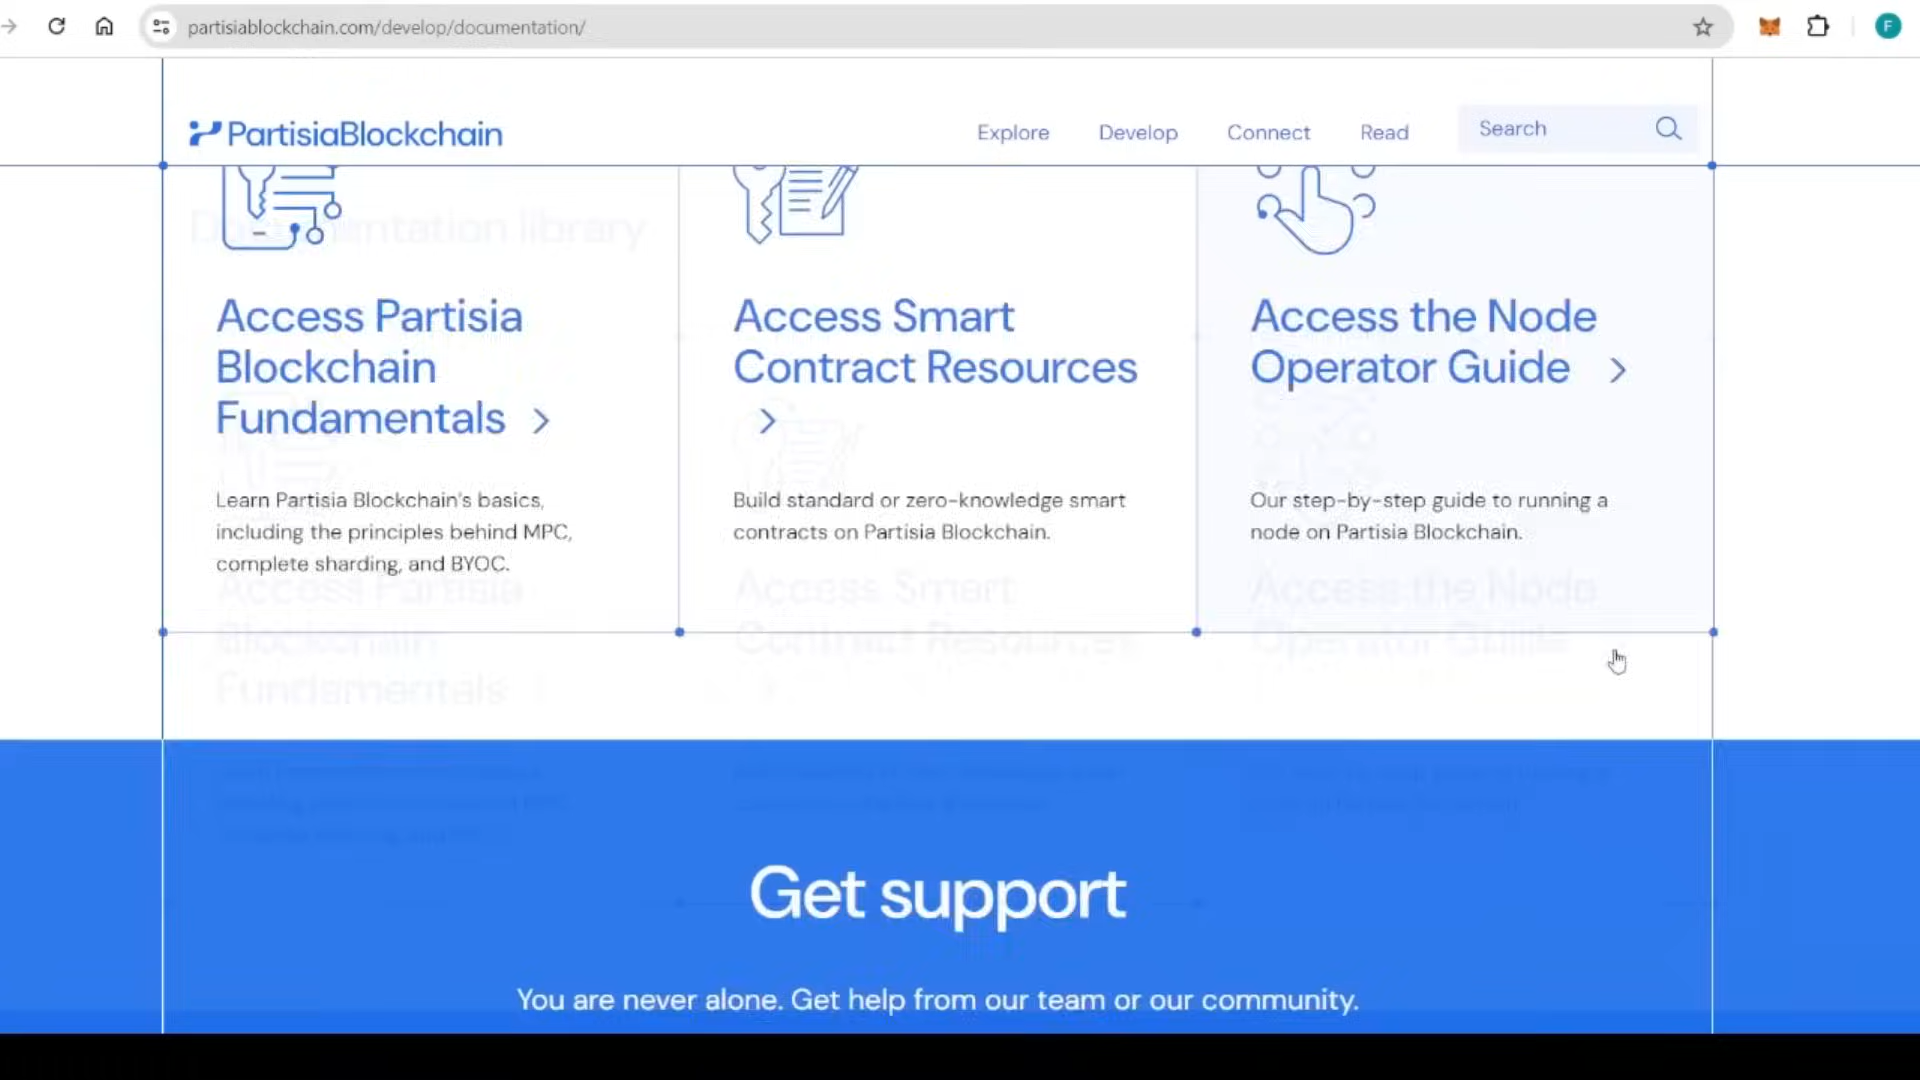 partisiablockchain.com/develop/documentation/
F
PartisiaBlockchain
Explore
Develop
Connect
Read
Search
Documentation library
Access Partisia
Blockchain
Fundamentals >
Learn Partisia Blockchain's basics,
including the principles behind MPC,
complete sharding, and BYOC.
Access Smart
Contract Resources
>
Build standard or zero-knowledge smart
contracts on Partisia Blockchain.
Access the Node
Operator Guide >
Our step-by-step guide to running a
node on Partisia Blockchain.
Access Partisia
Blockchain
Fundamentals
Access Smart
Contract Resources
Access the Node
Operator Guide
Get support
You are never alone. Get help from our team or our community.